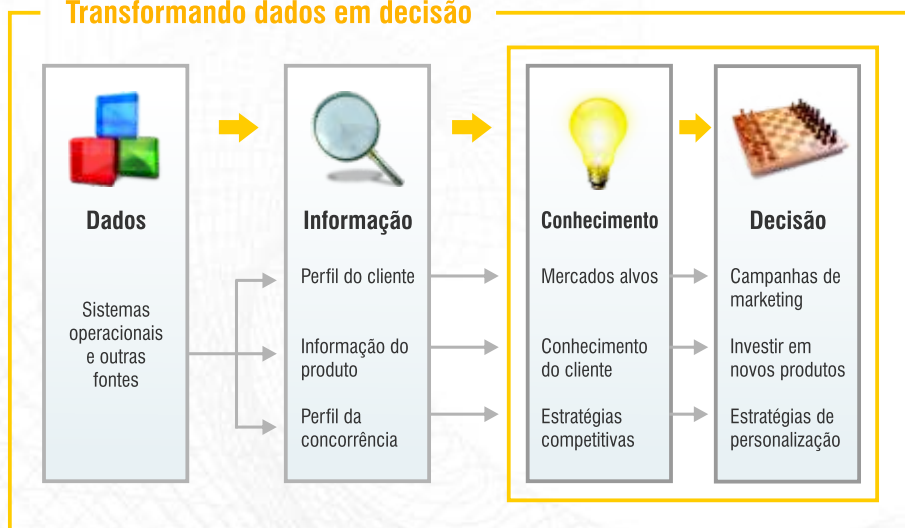 Transformando dados em decisão
Dados
Sistemas
operacionais
e outras
fontes
Informação
Perfil do cliente
Informação do
produto
Perfil da
concorrência
Conhecimento
Mercados alvos
Conhecimento
do cliente
Estratégias
competitivas
Decisão
Campanhas de
marketing
Investir em
novos produtos
Estratégias de
personalização